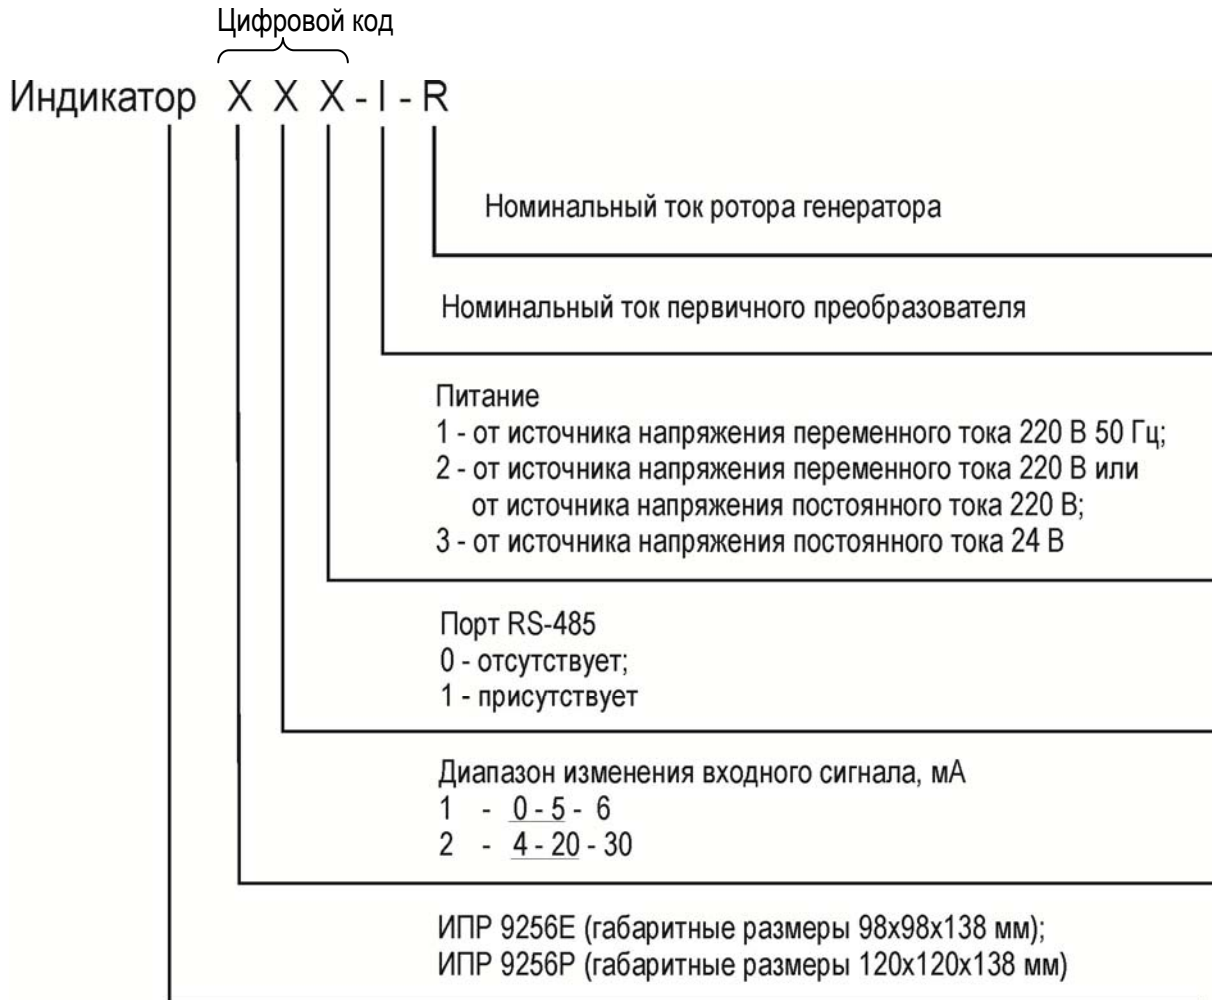 Цифровой код
Индикатор X X X - I - R
Номинальный ток ротора генератора
Номинальный ток первичного преобразователя
Питание
1 - от источника напряжения переменного тока 220 В 50 Гц;
2 - от источника напряжения переменного тока 220 В или
от источника напряжения постоянного тока 220 В;
3 - от источника напряжения постоянного тока 24 В
Порт RS-485
0 - отсутствует;
1 - присутствует
Диапазон изменения входного сигнала, мА
1 - 0 - 5 - 6
2 - 4 - 20 - 30
ИПР 9256Е (габаритные размеры 98х98х138 мм);
ИПР 9256Р (габаритные размеры 120х120х138 мм)